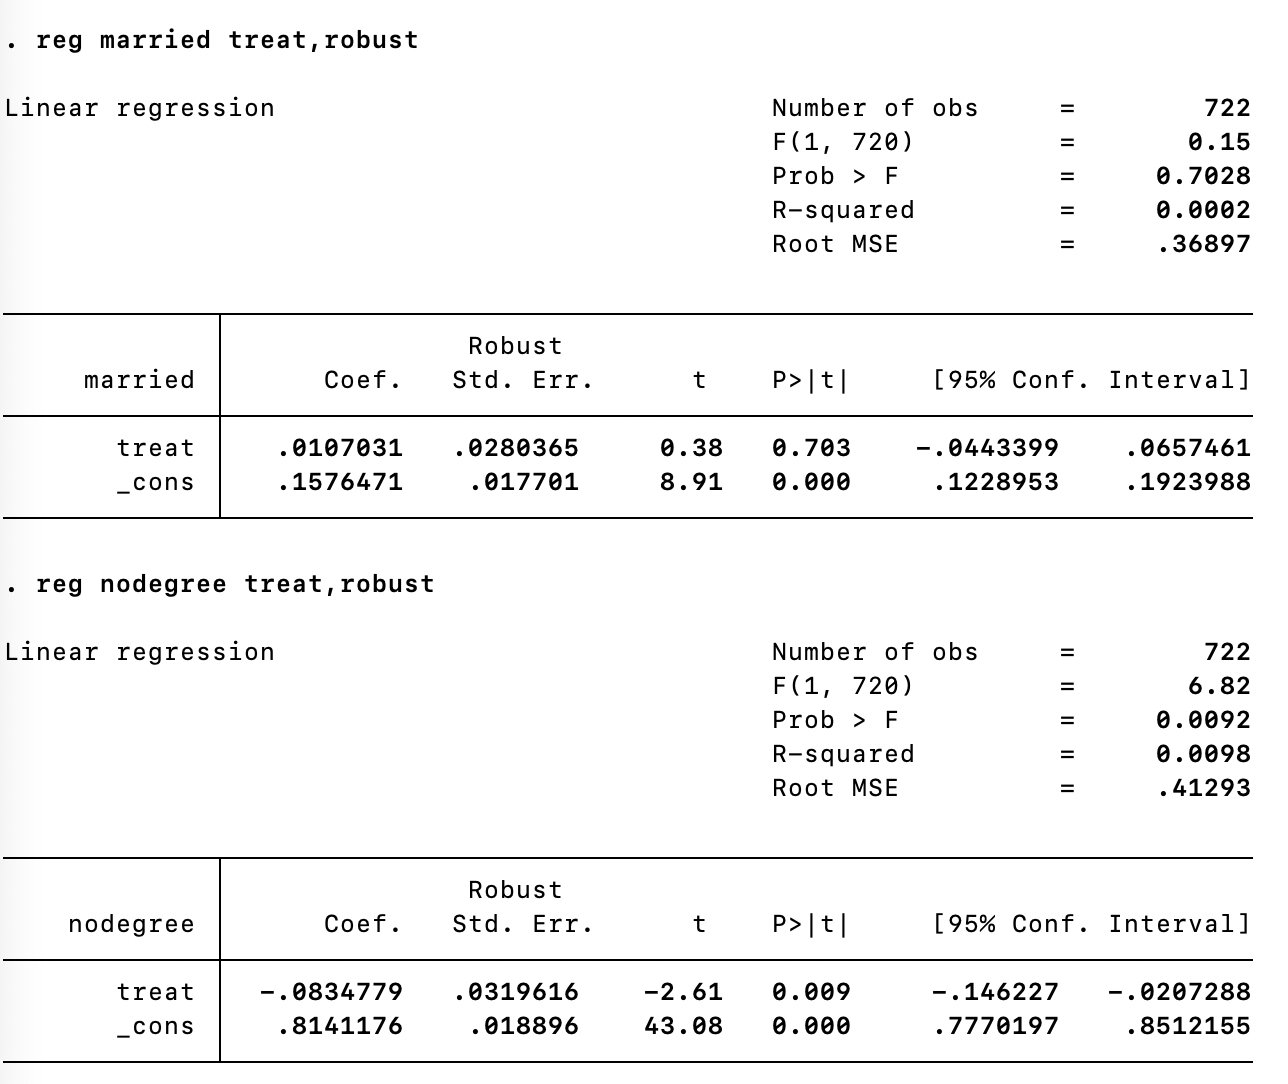 . reg married treat,robust
Linear regression Number of obs = 722
F(1, 720) = 0.15
Prob > F = 0.7028
R-squared = 0.0002
Root MSE = .36897
Robust
married Coef. Std. Err. t P>|t| [95% Conf. Interval]
treat .0107031 .0280365 0.38 0.703 -.0443399 .0657461
_cons .1576471 .017701 8.91 0.000 .1228953 .1923988
. reg nodegree treat,robust
Linear regression Number of obs = 722
F(1, 720) = 6.82
Prob > F = 0.0092
R-squared = 0.0098
Root MSE = .41293
Robust
nodegree Coef. Std. Err. t P>|t| [95% Conf. Interval]
treat -.0834779 .0319616 -2.61 0.009 -.146227 -.0207288
_cons .8141176 .018896 43.08 0.000 .7770197 .8512155